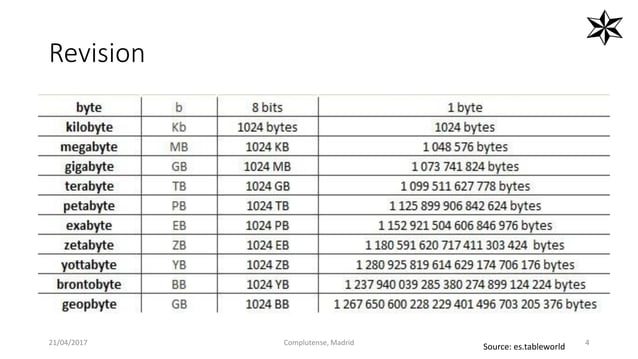 Revision
byte b 8 bits 1 byte
kilobyte Kb 1024 bytes 1024 bytes
megabyte MB 1024 KB 1 048 576 bytes
gigabyte GB 1024 MB 1 073 741 824 bytes
terabyte TB 1024 GB 1 099 511 627 778 bytes
petabyte PB 1024 TB 1 125 899 906 842 624 bytes
exabyte EB 1024 PB 1 152 921 504 606 846 976 bytes
zetabyte ZB 1024 EB 1 180 591 620 717 411 303 424 bytes
yottabyte YB 1024 ZB 1 280 925 819 614 629 174 706 176 bytes
brontobyte BB 1024 YB 1 237 940 039 285 380 274 899 124 224 bytes
geopbyte GB 1024 BB 1 267 650 600 228 229 401 496 703 205 376 bytes
21/04/2017 Complutense, Madrid 4
Source: es.tableworld